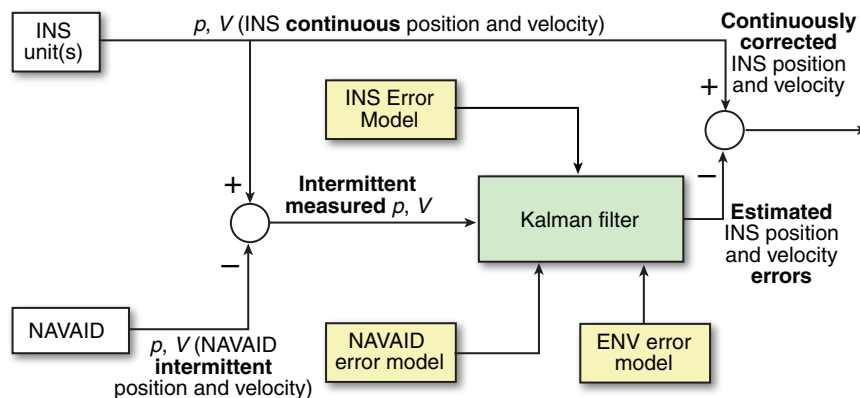 INS
unit(s)
p, V (INS continuous position and velocity)
Continuously
corrected
INS position
and velocity
+
INS Error
Model
+
Intermittent
measured p, V
Kalman filter
−
Estimated
INS position
and velocity
errors
−
NAVAID
p, V (NAVAID
intermittent
position and velocity)
NAVAID
error model
ENV error
model